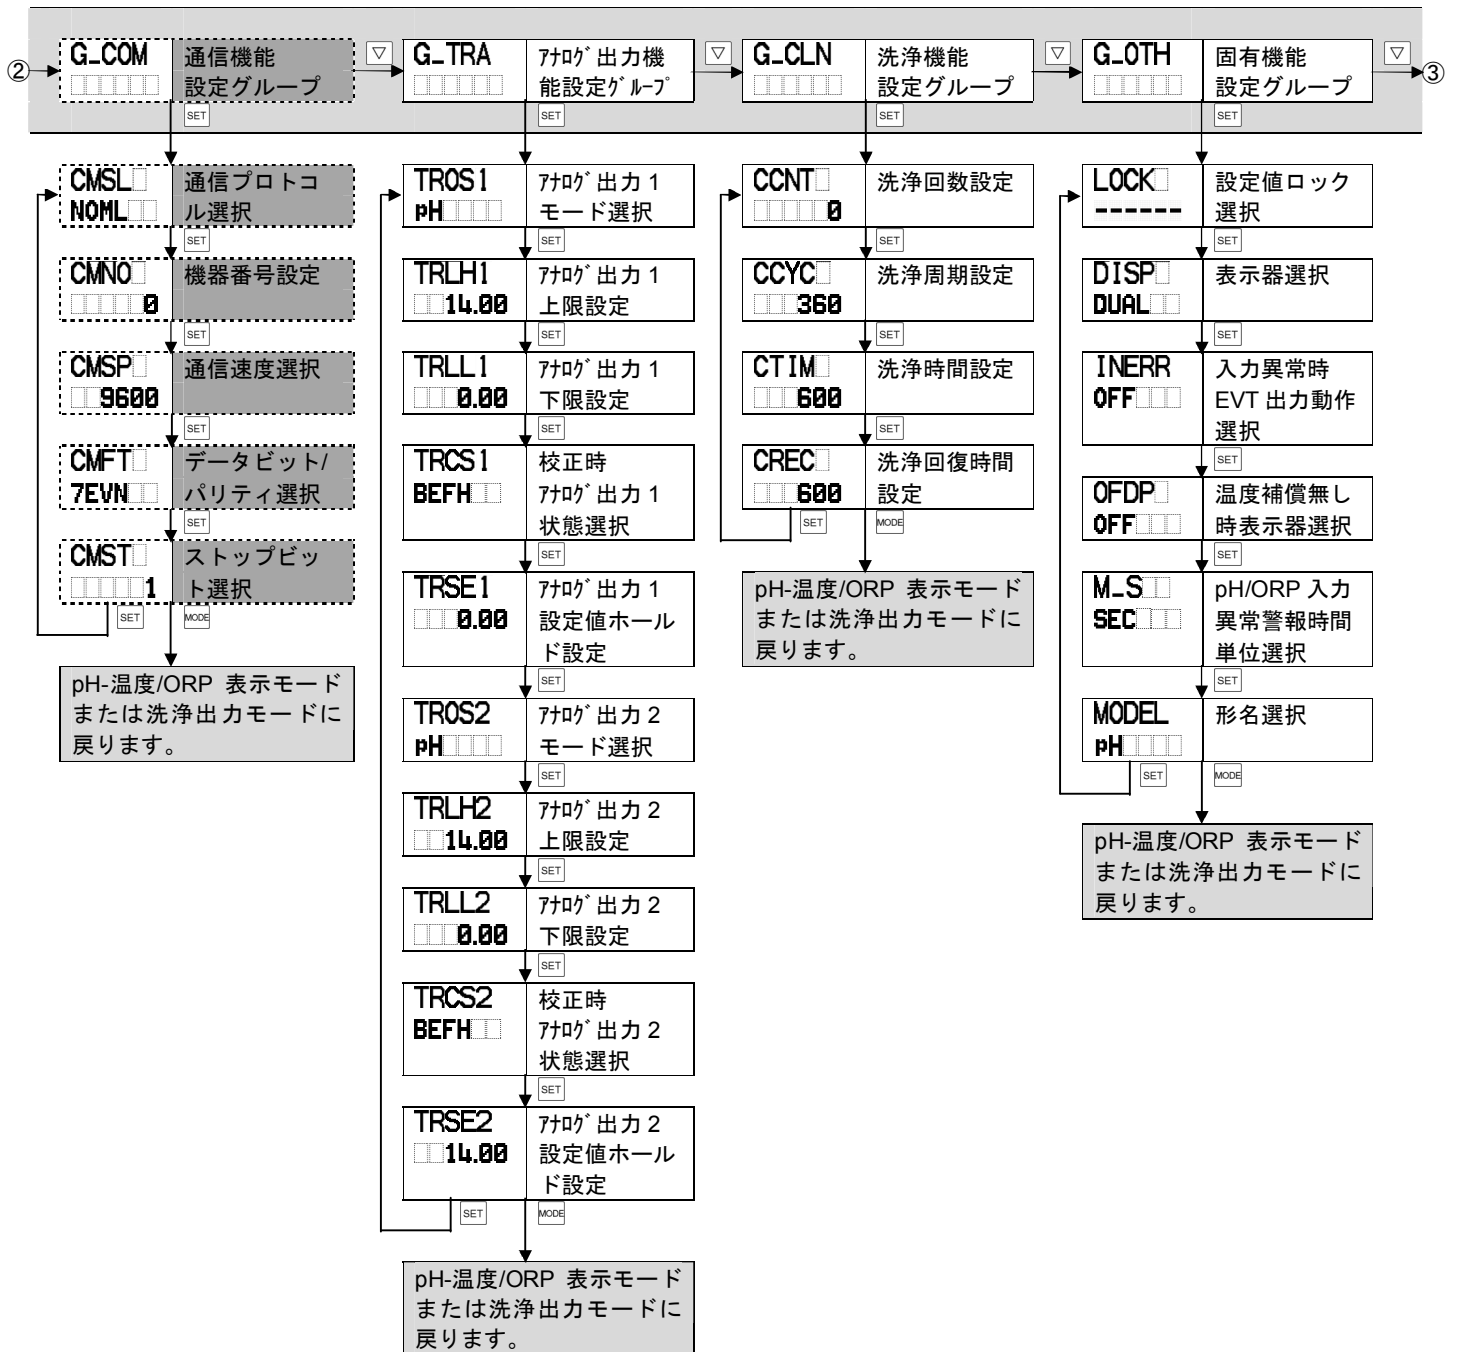 ②
G_COM
通信機能
設定グループ
▽
G_TRA
ｱﾅﾛｸﾞ出力機
能設定ｸﾞﾙｰﾌﾟ
▽
G_CLN
洗浄機能
設定グループ
▽
G_OTH
固有機能
設定グループ
▽
③
SET
SET
SET
SET
CMSL
NOML
通信プロトコ
ル選択
SET
CMNO
0
機器番号設定
SET
CMSP
9600
通信速度選択
SET
CMFT
7EVN
データビット/
パリティ選択
SET
CMST
1
ストップビッ
ト選択
SET
MODE
pH-温度/ORP 表示モード
または洗浄出力モードに
戻ります。
TROS1
pH
ｱﾅﾛｸﾞ出力 1
モード選択
SET
TRLH1
14.00
ｱﾅﾛｸﾞ出力 1
上限設定
SET
TRLL1
0.00
ｱﾅﾛｸﾞ出力 1
下限設定
SET
TRCS1
BEFH
校正時
ｱﾅﾛｸﾞ出力 1
状態選択
SET
TRSE1
0.00
ｱﾅﾛｸﾞ出力 1
設定値ホール
ド設定
SET
TROS2
pH
ｱﾅﾛｸﾞ出力 2
モード選択
SET
TRLH2
14.00
ｱﾅﾛｸﾞ出力 2
上限設定
SET
TRLL2
0.00
ｱﾅﾛｸﾞ出力 2
下限設定
SET
TRCS2
BEFH
校正時
ｱﾅﾛｸﾞ出力 2
状態選択
SET
TRSE2
14.00
ｱﾅﾛｸﾞ出力 2
設定値ホール
ド設定
SET
MODE
pH-温度/ORP 表示モード
または洗浄出力モードに
戻ります。
CCNT
0
洗浄回数設定
SET
CCYC
360
洗浄周期設定
SET
CTIM
600
洗浄時間設定
SET
CREC
600
洗浄回復時間
設定
SET
MODE
pH-温度/ORP 表示モード
または洗浄出力モードに
戻ります。
LOCK
------
設定値ロック
選択
SET
DISP
DUAL
表示器選択
SET
INERR
OFF
入力異常時
EVT 出力動作
選択
SET
OFDP
OFF
温度補償無し
時表示器選択
SET
M_S
SEC
pH/ORP 入力
異常警報時間
単位選択
SET
MODEL
pH
形名選択
SET
MODE
pH-温度/ORP 表示モード
または洗浄出力モードに
戻ります。